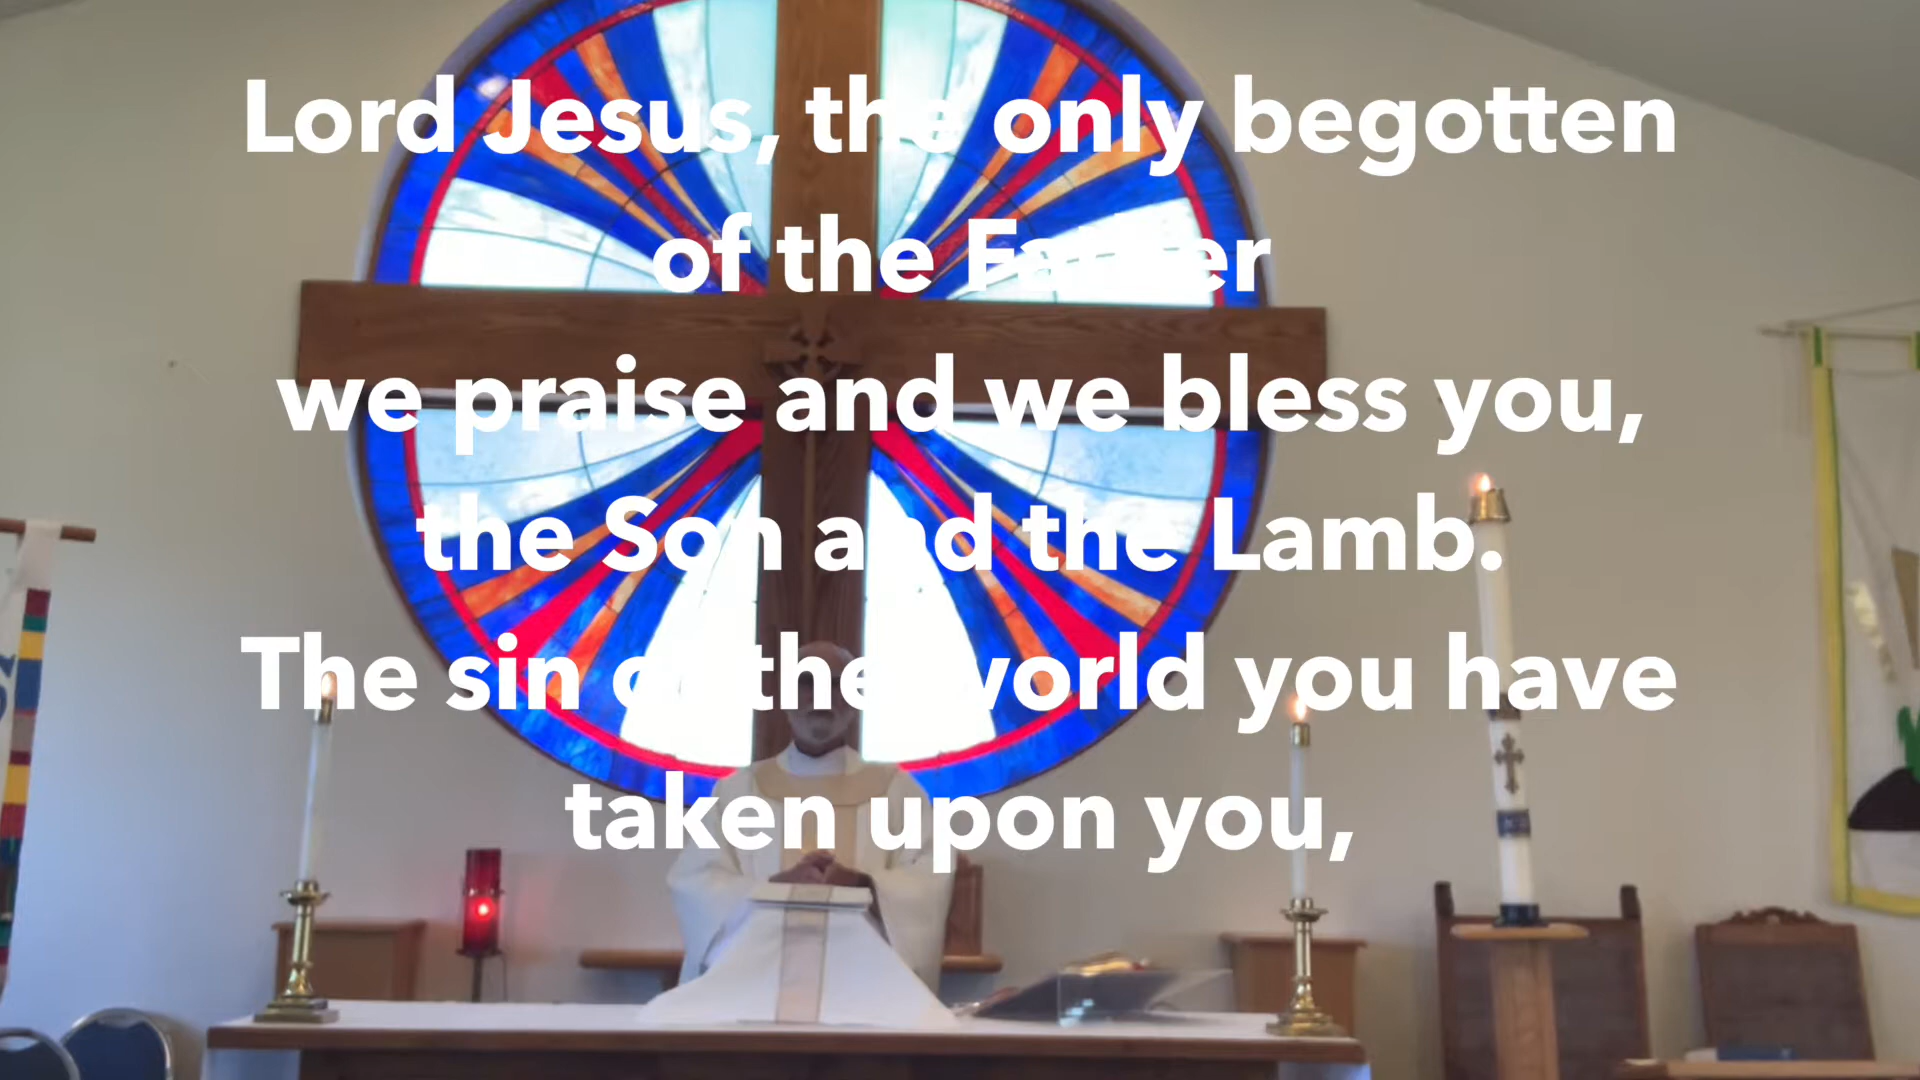 Lord Jesus, the only begotten
of the Father
we praise and we bless you,
the Son and the Lamb.
The sin of the world you have
taken upon you,